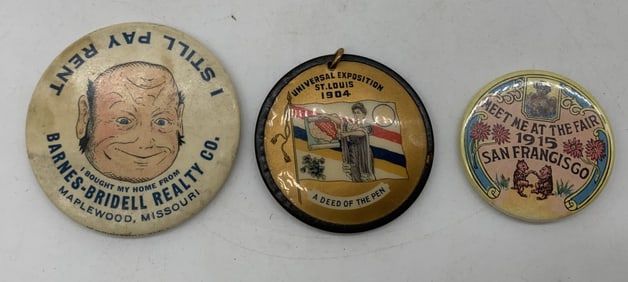 I STILL PAY RENT
I BOUGHT MY HOME FROM
BARNES-BRIDELL REALTY CO.
MAPLEWOOD, MISSOURI
UNIVERSAL EXPOSITION
ST. LOUIS
1904
A DEED OF THE PEN
MEET ME AT THE FAIR
1915
SAN FRANCISCO